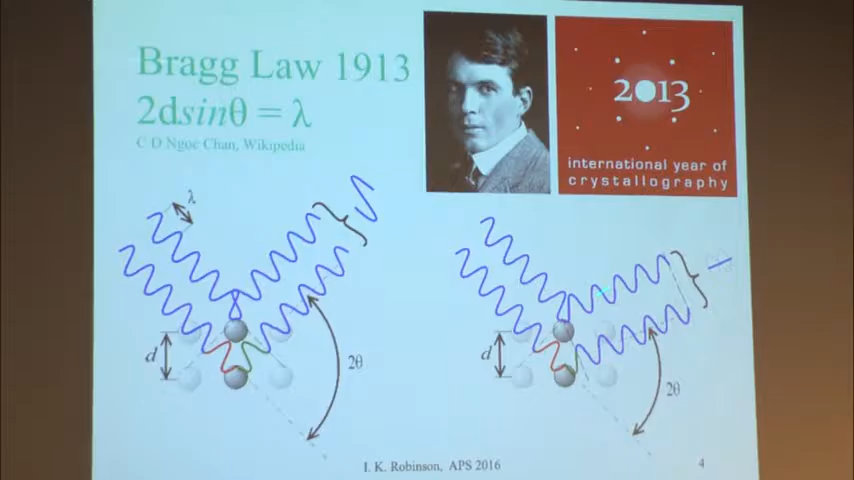 Bragg Law 1913
2dsinθ = λ
C D Ngoc Chan, Wikipedia
2013
international year of
crystallography
λ
d
2θ
d
2θ
I. K. Robinson, APS 2016
4